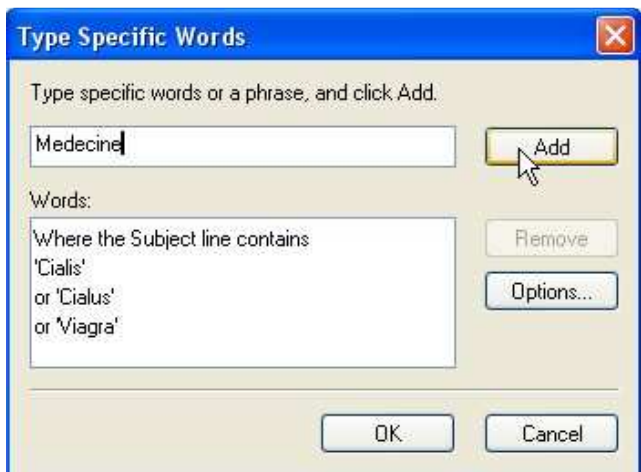 Type Specific Words
Type specific words or a phrase, and click Add.
Medecine
Add
Words:
Where the Subject line contains
'Cialis'
or 'Cialus'
or 'Viagra'
Remove
Options...
OK
Cancel